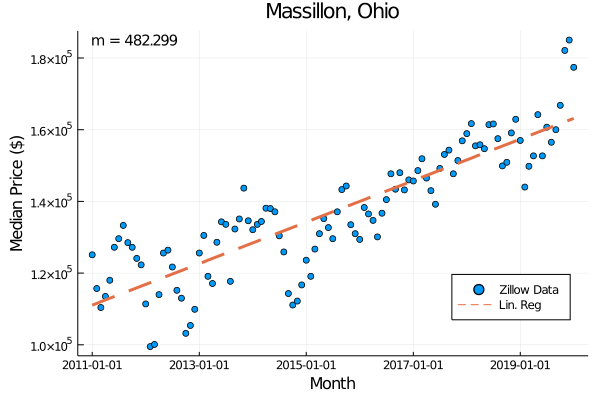 Massillon, Ohio
m = 482.299
1.8×10⁵
1.6×10⁵
1.4×10⁵
1.2×10⁵
1.0×10⁵
Median Price ($)
Zillow Data
Lin. Reg
2011-01-01 2013-01-01 2015-01-01 2017-01-01 2019-01-01
Month